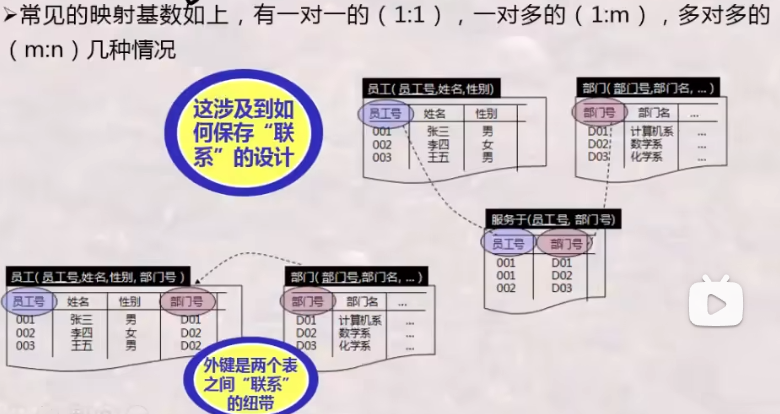 ➢常见的映射基数如上，有一对一的（1:1），一对多的（1:m），多对多的
（m:n）几种情况
这涉及到如
何保存“联
系”的设计
员工( 员工号,姓名,性别)
员工号 姓名 性别
001 张三 男
002 李四 女
003 王五 男
部门( 部门号,部门名, ... )
部门号 部门名 ...
D01 计算机系 ...
D02 数学系 ...
D03 化学系 ...
服务于(员工号, 部门号)
员工号 部门号
001 D01
001 D02
002 D03
员工( 员工号,姓名,性别, 部门号 )
员工号 姓名 性别 部门号
001 张三 男 D01
002 李四 女 D02
003 王五 男 D02
部门( 部门号,部门名, ... )
部门号 部门名 ...
D01 计算机系 ...
D02 数学系 ...
D03 化学系 ...
外键是两个表
之间“联系”
的纽带